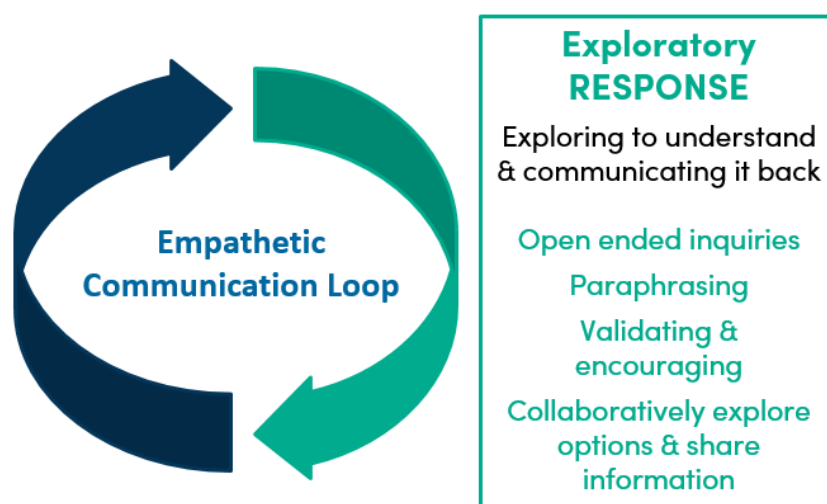 Empathetic
Communication Loop
Exploratory
RESPONSE
Exploring to understand
& communicating it back
Open ended inquiries
Paraphrasing
Validating &
encouraging
Collaboratively explore
options & share
information